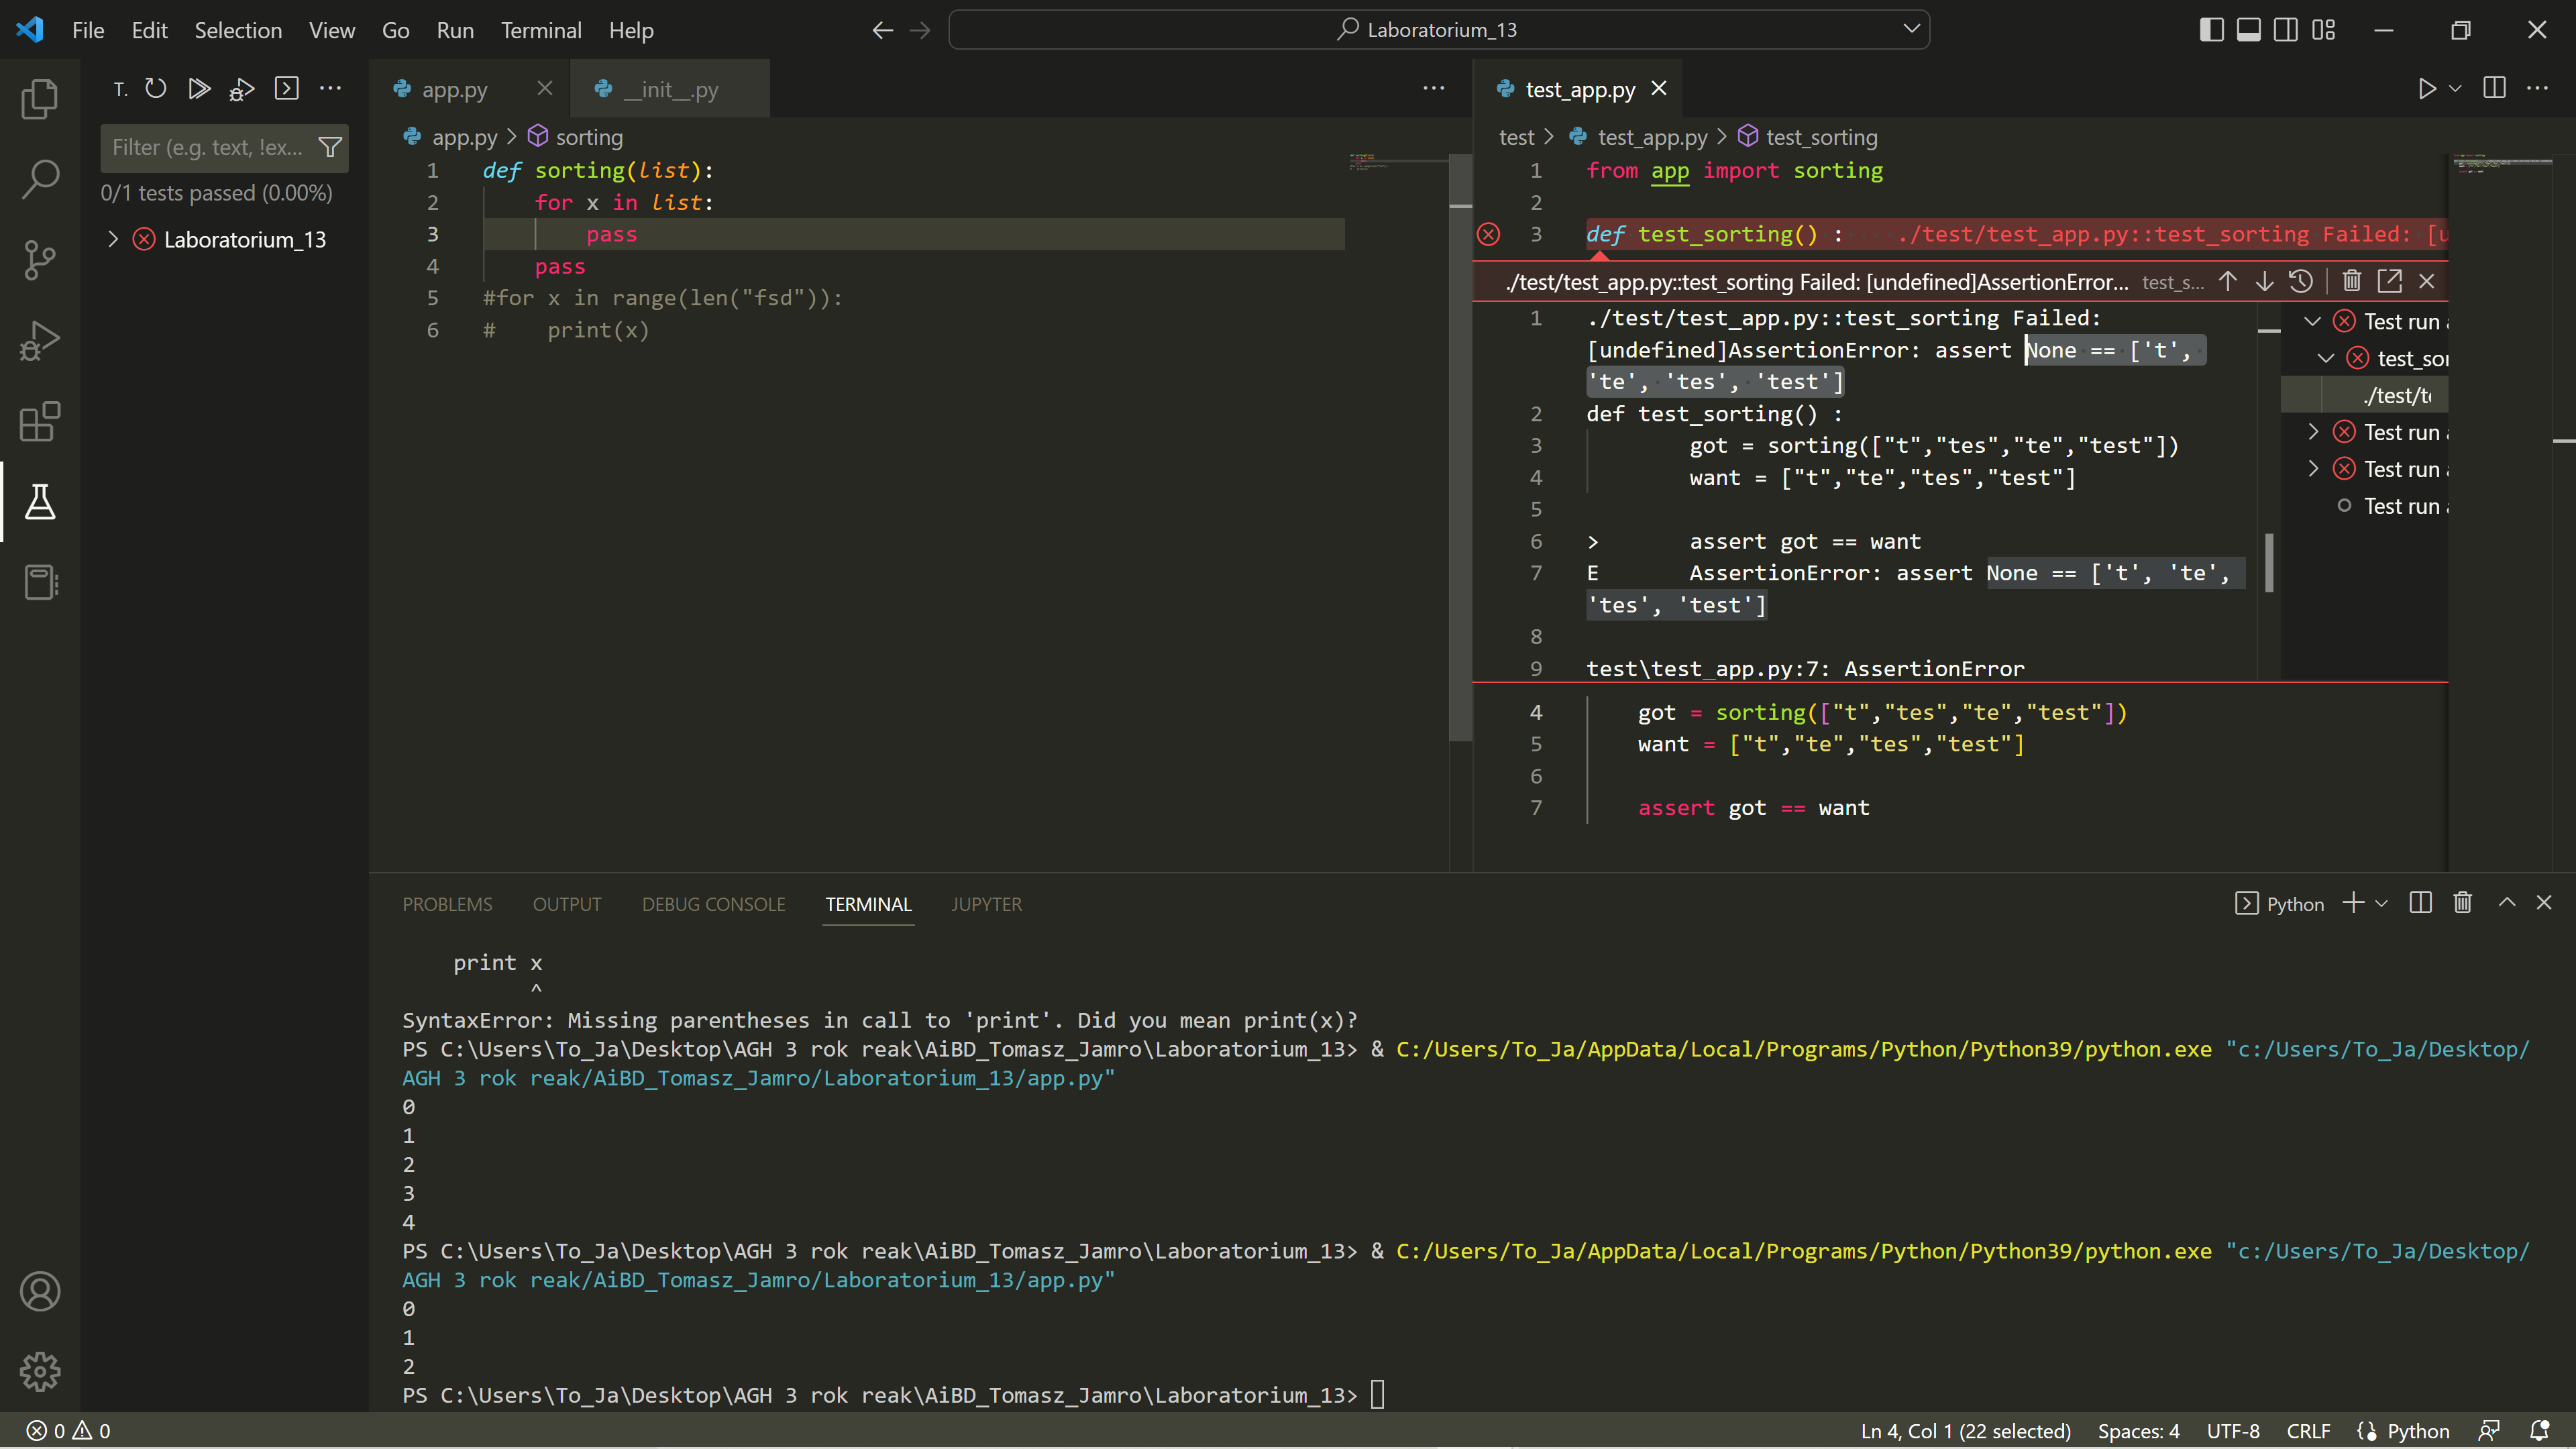 File Edit Selection View Go Run Terminal Help
Laboratorium_13
T.
Filter (e.g. text, !ex...
0/1 tests passed (0.00%)
Laboratorium_13
app.py
__init__.py
app.py > sorting
1 def sorting(list):
2 for x in list:
3 pass
4 pass
5 #for x in range(len("fsd")):
6 # print(x)
test_app.py
test > test_app.py > test_sorting
1 from app import sorting
2
3 def test_sorting() : ./test/test_app.py::test_sorting Failed: [u
./test/test_app.py::test_sorting Failed: [undefined]AssertionError... test_s...
1 ./test/test_app.py::test_sorting Failed:
[undefined]AssertionError: assert None == ['t',
'te', 'tes', 'test']
2 def test_sorting() :
3 got = sorting(["t","tes","te","test"])
4 want = ["t","te","tes","test"]
5
6 > assert got == want
7 E AssertionError: assert None == ['t', 'te',
'tes', 'test']
8
9 test\test_app.py:7: AssertionError
Test run
test_so
./test/t
Test run
Test run
Test run
4 got = sorting(["t","tes","te","test"])
5 want = ["t","te","tes","test"]
6
7 assert got == want
PROBLEMS OUTPUT DEBUG CONSOLE TERMINAL JUPYTER
Python
print x
^
SyntaxError: Missing parentheses in call to 'print'. Did you mean print(x)?
PS C:\Users\To_Ja\Desktop\AGH 3 rok reak\AiBD_Tomasz_Jamro\Laboratorium_13> & C:/Users/To_Ja/AppData/Local/Programs/Python/Python39/python.exe "c:/Users/To_Ja/Desktop/
AGH 3 rok reak/AiBD_Tomasz_Jamro/Laboratorium_13/app.py"
0
1
2
3
4
PS C:\Users\To_Ja\Desktop\AGH 3 rok reak\AiBD_Tomasz_Jamro\Laboratorium_13> & C:/Users/To_Ja/AppData/Local/Programs/Python/Python39/python.exe "c:/Users/To_Ja/Desktop/
AGH 3 rok reak/AiBD_Tomasz_Jamro/Laboratorium_13/app.py"
0
1
2
PS C:\Users\To_Ja\Desktop\AGH 3 rok reak\AiBD_Tomasz_Jamro\Laboratorium_13>
0 0
Ln 4, Col 1 (22 selected) Spaces: 4 UTF-8 CRLF Python